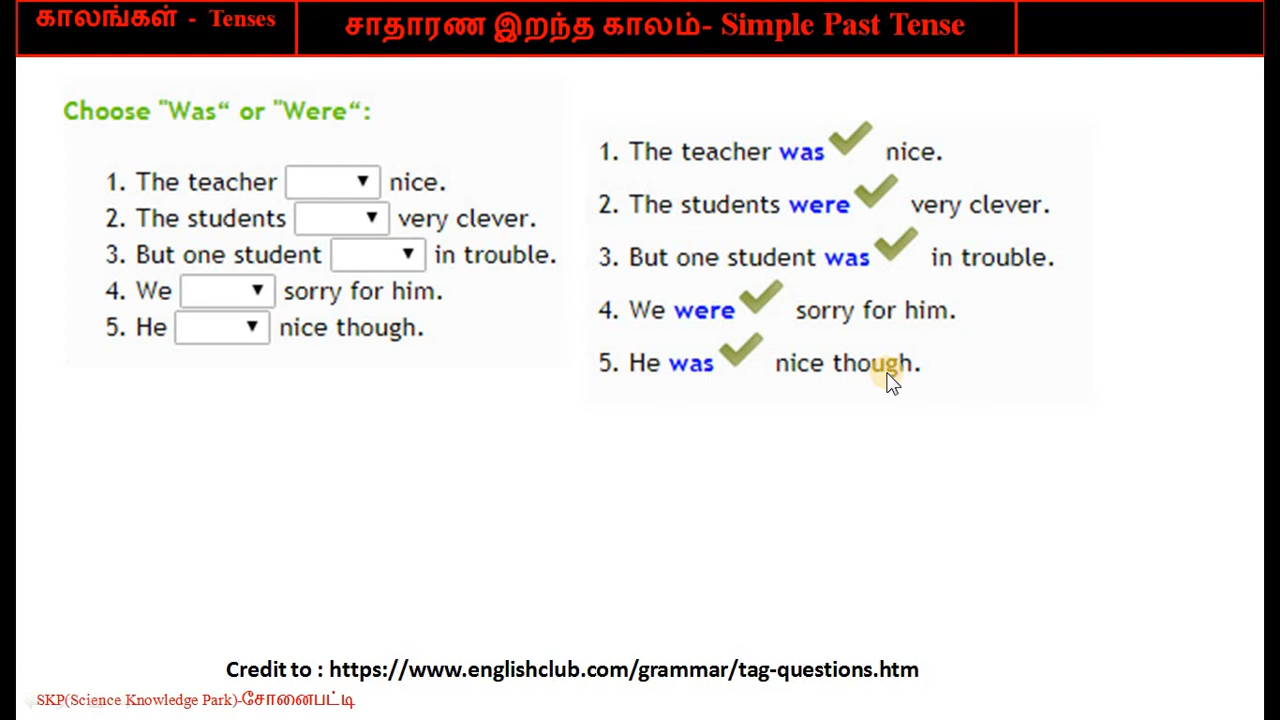 காலங்கள் - Tenses
சாதாரண இறந்த காலம்- Simple Past Tense
Choose "Was“ or "Were“:
1. The teacher nice.
2. The students very clever.
3. But one student in trouble.
4. We sorry for him.
5. He nice though.
1. The teacher was nice.
2. The students were very clever.
3. But one student was in trouble.
4. We were sorry for him.
5. He was nice though.
Credit to : https://www.englishclub.com/grammar/tag-questions.htm
SKP(Science Knowledge Park)-சோனைபட்டி